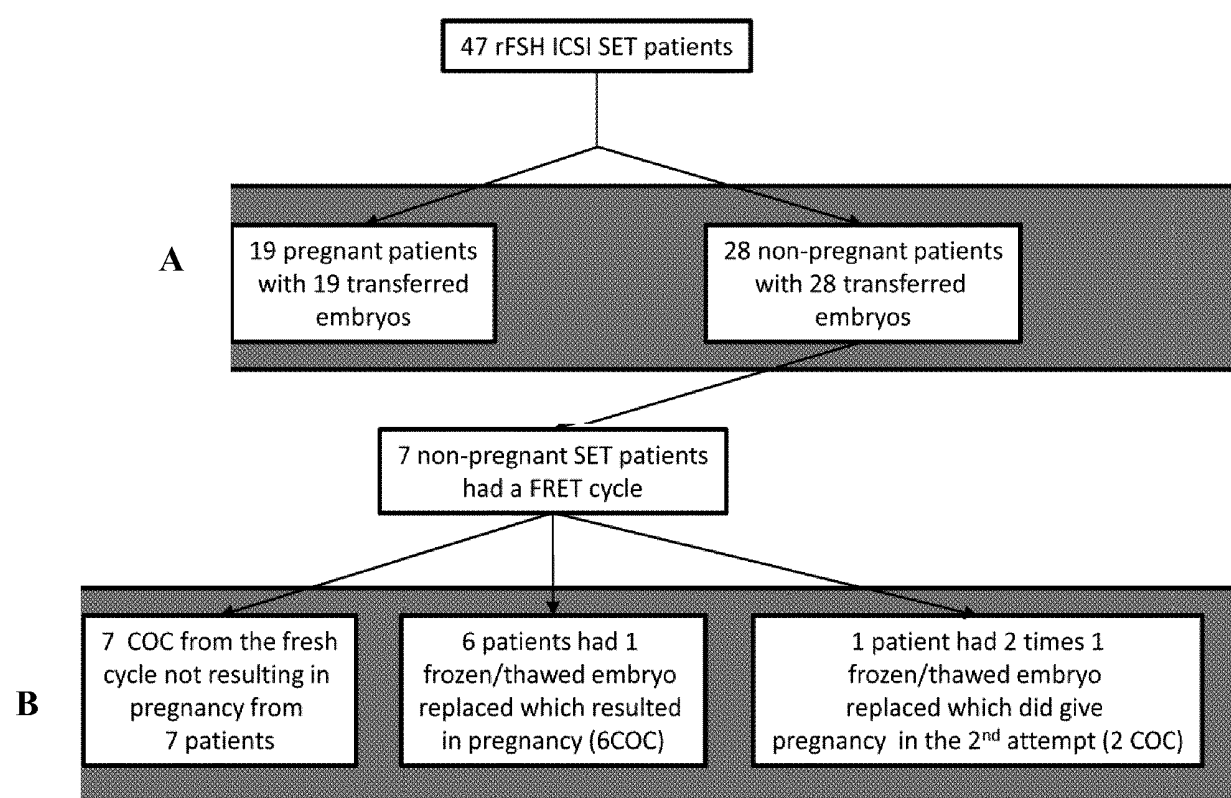 47 rFSH ICSI SET patients
A
19 pregnant patients
with 19 transferred
embryos
28 non-pregnant patients
with 28 transferred
embryos
7 non-pregnant SET patients
had a FRET cycle
B
7 COC from the fresh
cycle not resulting in
pregnancy from
7 patients
6 patients had 1
frozen/thawed embryo
replaced which resulted
in pregnancy (6COC)
1 patient had 2 times 1
frozen/thawed embryo
replaced which did give
pregnancy in the 2nd attempt (2 COC)